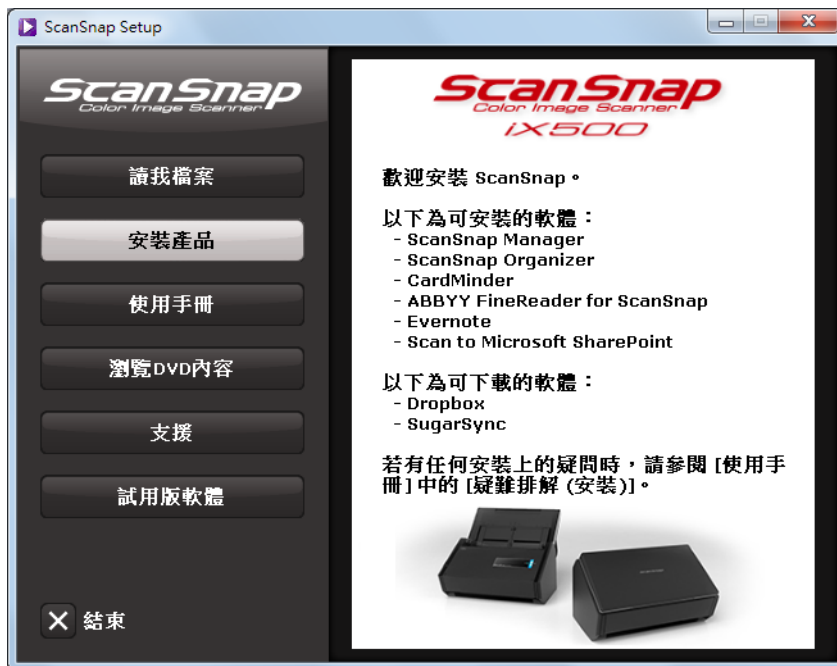 ScanSnap Setup
ScanSnap
Color Image Scanner
讀我檔案
安裝產品
使用手冊
瀏覽DVD內容
支援
試用版軟體
結束
ScanSnap
Color Image Scanner
iX500
歡迎安裝 ScanSnap。
以下為可安裝的軟體：
- ScanSnap Manager
- ScanSnap Organizer
- CardMinder
- ABBYY FineReader for ScanSnap
- Evernote
- Scan to Microsoft SharePoint
以下為可下載的軟體：
- Dropbox
- SugarSync
若有任何安裝上的疑問時，請參閱 [使用手
冊] 中的 [疑難排解 (安裝)]。